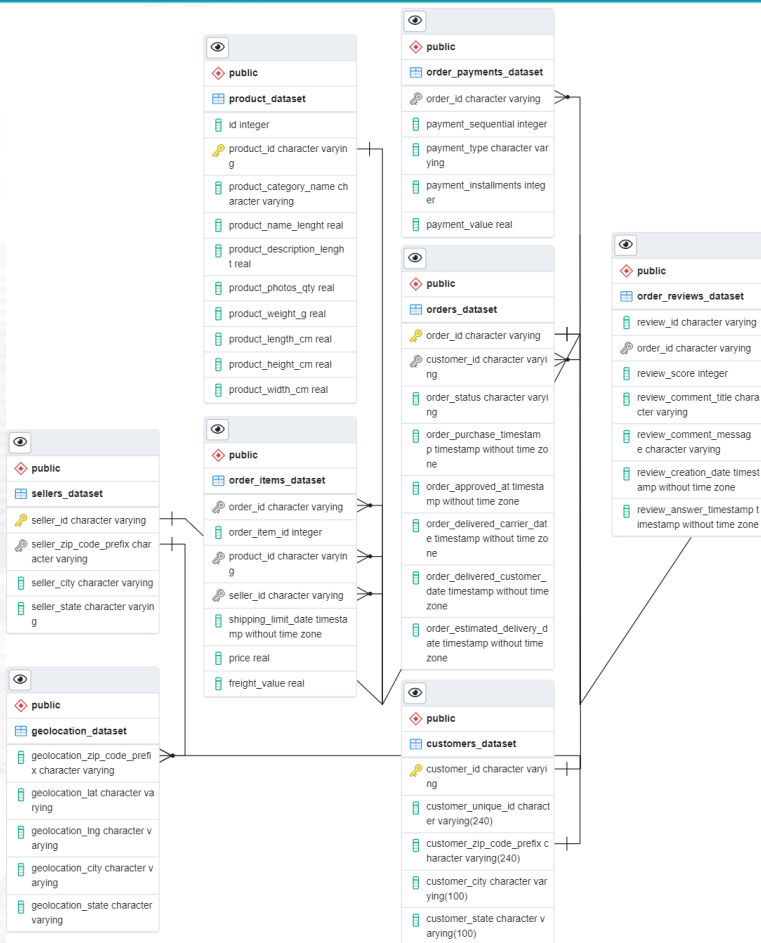 public
product_dataset
id integer
product_id character varyin
g
product_category_name ch
aracter varying
product_name_lenght real
product_description_lengh
t real
product_photos_qty real
product_weight_g real
product_length_cm real
product_height_cm real
product_width_cm real
public
order_payments_dataset
order_id character varying
payment_sequential integer
payment_type character var
ying
payment_installments integ
er
payment_value real
public
orders_dataset
order_id character varying
customer_id character varyi
ng
order_status character varyi
ng
order_purchase_timestam
p timestamp without time zo
ne
order_approved_at timesta
mp without time zone
order_delivered_carrier_dat
e timestamp without time zo
ne
order_delivered_customer_
date timestamp without time
zone
order_estimated_delivery_d
ate timestamp without time
zone
public
order_reviews_dataset
review_id character varying
order_id character varying
review_score integer
review_comment_title chara
cter varying
review_comment_messag
e character varying
review_creation_date timest
amp without time zone
review_answer_timestamp t
imestamp without time zone
public
sellers_dataset
seller_id character varying
seller_zip_code_prefix char
acter varying
seller_city character varying
seller_state character varyin
g
public
order_items_dataset
order_id character varying
order_item_id integer
product_id character varyin
g
seller_id character varying
shipping_limit_date timesta
mp without time zone
price real
freight_value real
public
geolocation_dataset
geolocation_zip_code_prefi
x character varying
geolocation_lat character va
rying
geolocation_lng character v
arying
geolocation_city character v
arying
geolocation_state character
varying
public
customers_dataset
customer_id character varyi
ng
customer_unique_id charact
er varying(240)
customer_zip_code_prefix c
haracter varying(240)
customer_city character var
ying(100)
customer_state character v
arying(100)